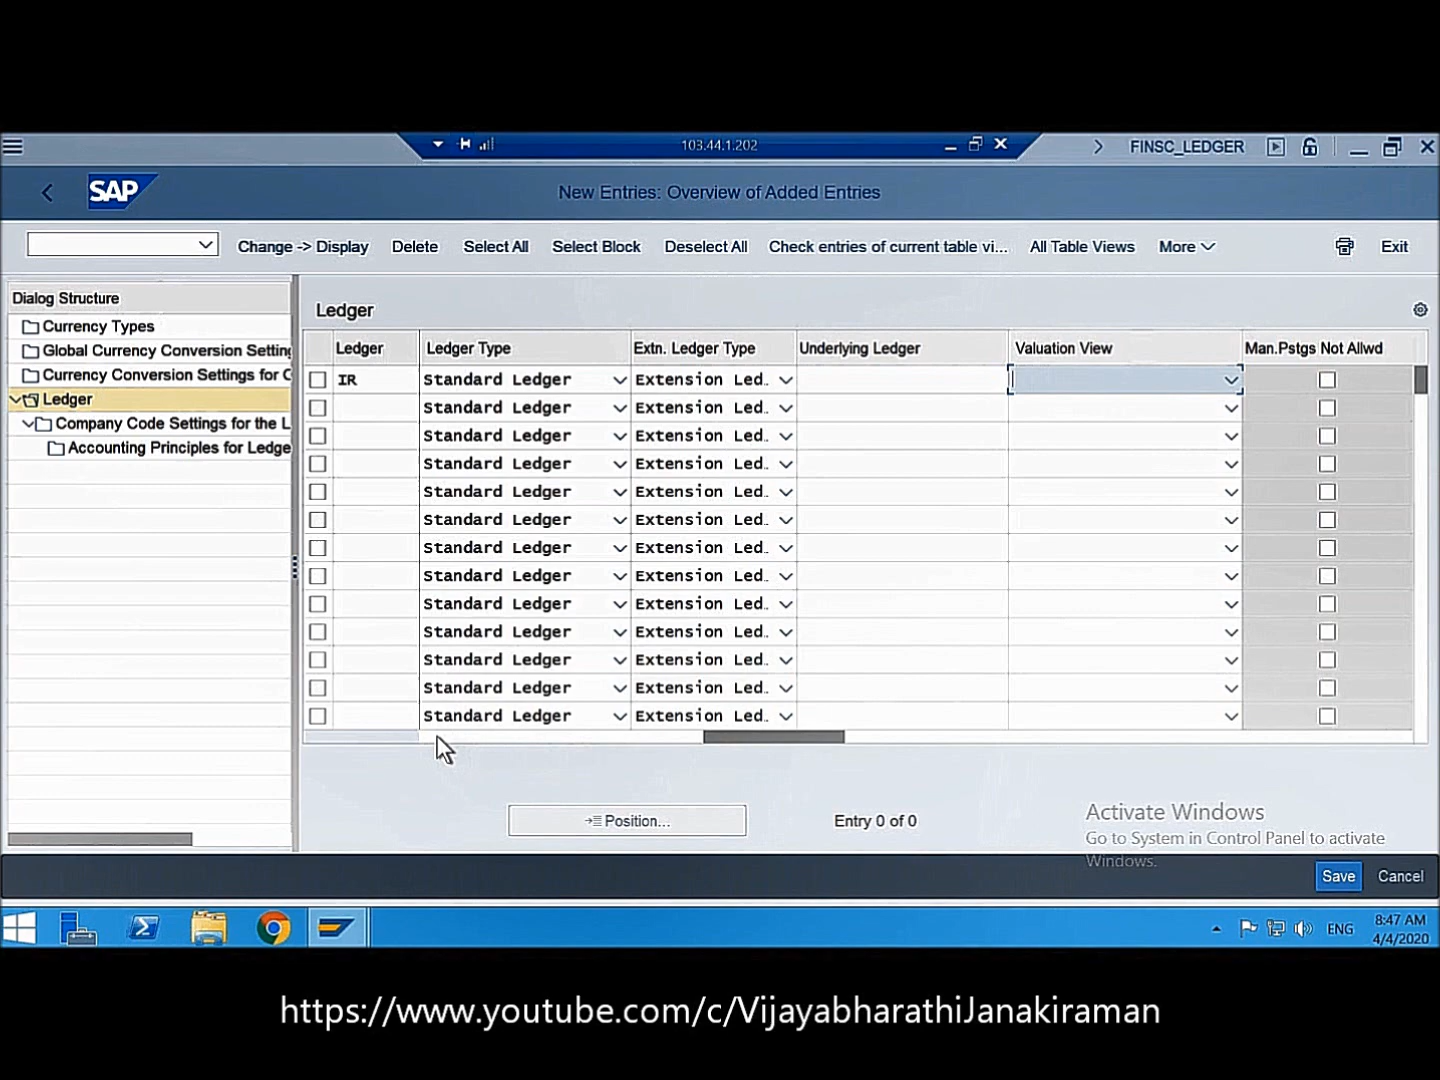 103.44.1.202
FINSC_LEDGER
SAP
New Entries: Overview of Added Entries
Change -> Display Delete Select All Select Block Deselect All Check entries of current table vi... All Table Views More Exit
Dialog Structure
Currency Types
Global Currency Conversion Setting
Currency Conversion Settings for C
Ledger
Company Code Settings for the L
Accounting Principles for Ledge
Ledger
Ledger Ledger Type Extn. Ledger Type Underlying Ledger Valuation View Man.Pstgs Not Allwd
IR Standard Ledger Extension Led.
Standard Ledger Extension Led.
Standard Ledger Extension Led.
Standard Ledger Extension Led.
Standard Ledger Extension Led.
Standard Ledger Extension Led.
Standard Ledger Extension Led.
Standard Ledger Extension Led.
Standard Ledger Extension Led.
Standard Ledger Extension Led.
Standard Ledger Extension Led.
Standard Ledger Extension Led.
Standard Ledger Extension Led.
Position... Entry 0 of 0
Activate Windows
Go to System in Control Panel to activate
Windows.
Save Cancel
ENG
8:47 AM
4/4/2020
https://www.youtube.com/c/VijayabharathiJanakiraman